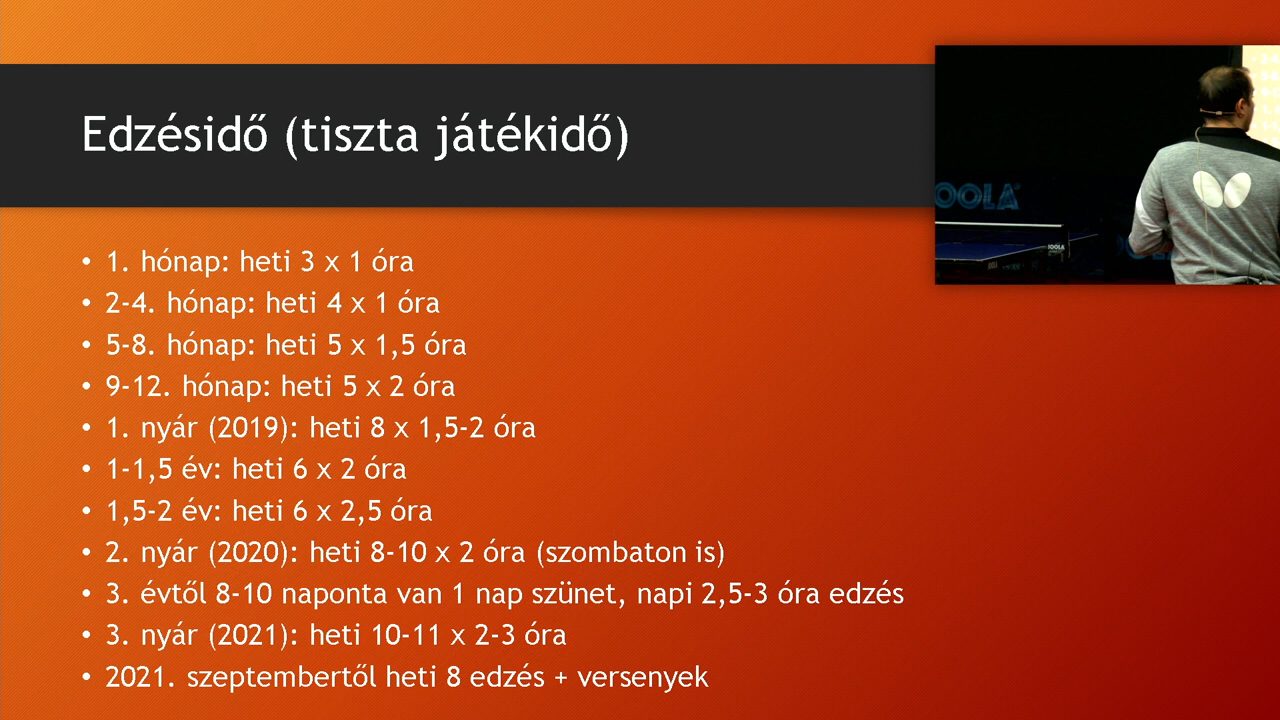 Edzésidő (tiszta játékidő)
• 1. hónap: heti 3 x 1 óra
• 2-4. hónap: heti 4 x 1 óra
• 5-8. hónap: heti 5 x 1,5 óra
• 9-12. hónap: heti 5 x 2 óra
• 1. nyár (2019): heti 8 x 1,5-2 óra
• 1-1,5 év: heti 6 x 2 óra
• 1,5-2 év: heti 6 x 2,5 óra
• 2. nyár (2020): heti 8-10 x 2 óra (szombaton is)
• 3. évtől 8-10 naponta van 1 nap szünet, napi 2,5-3 óra edzés
• 3. nyár (2021): heti 10-11 x 2-3 óra
• 2021. szeptembertől heti 8 edzés + versenyek
JOOLA
JOOLA